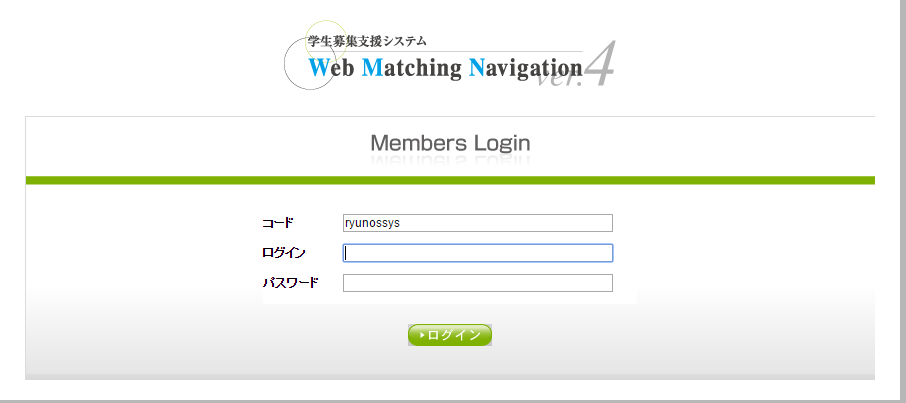 学生募集支援システム
Web Matching Navigation ver.4
Members Login
コード ryunossys
ログイン
パスワード
ログイン